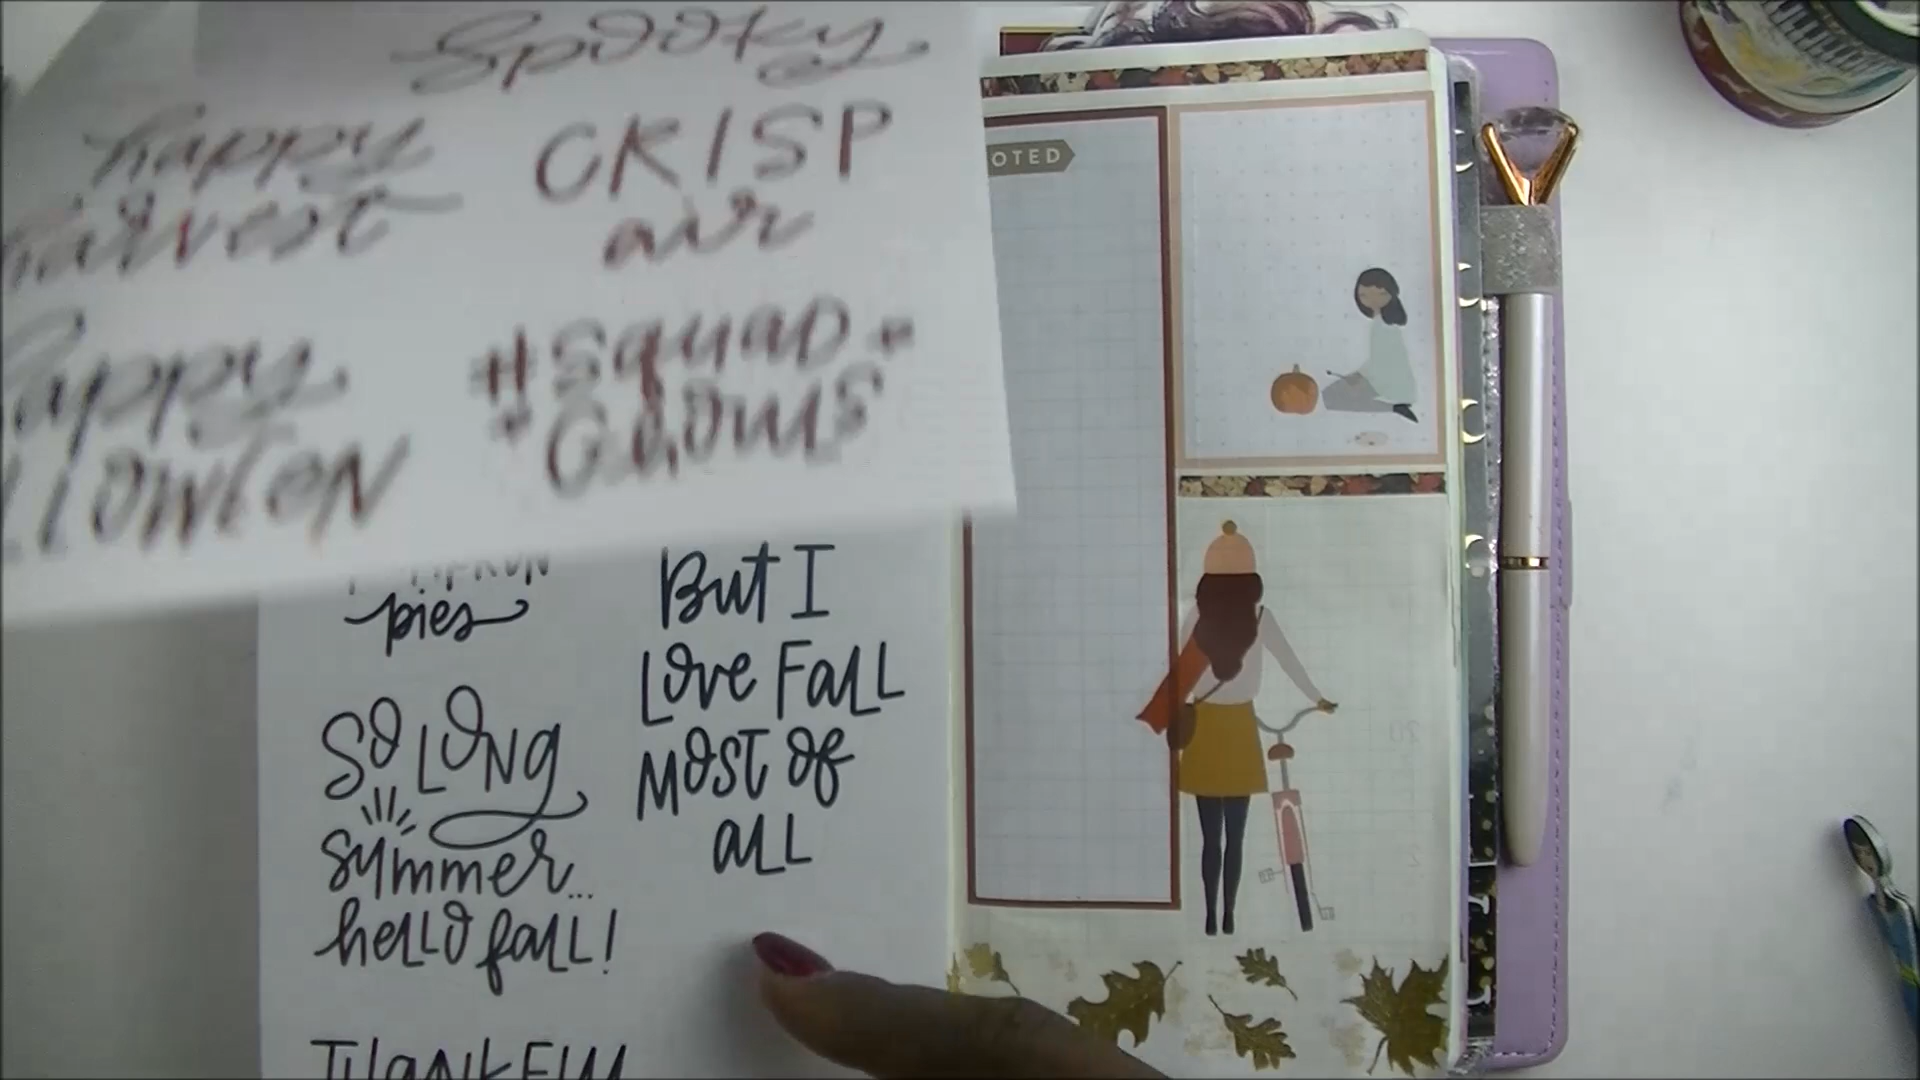 Spooky
happy
harvest
CRISP
air
happy
#squad
Ghouls
pies
But I
Love Fall
Most of
all
So Long
summer...
hello fall!